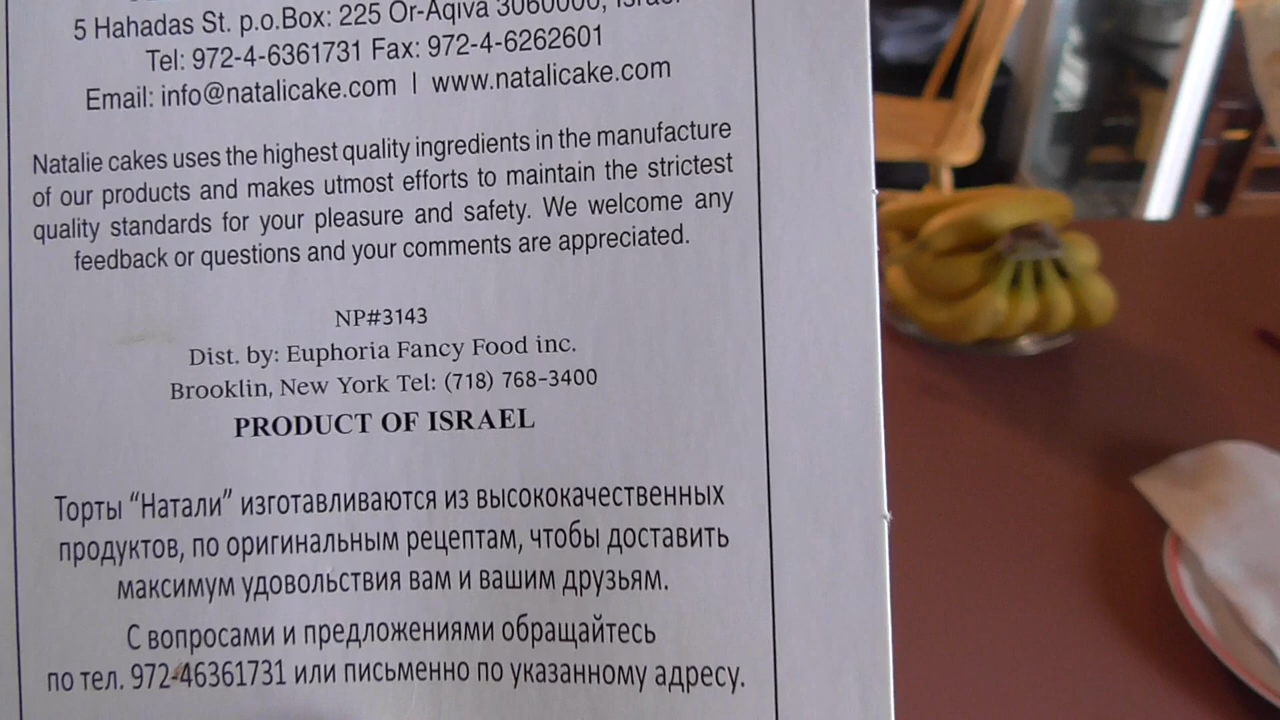 5 Hahadas St. p.o.Box: 225 Or-Aqiva 3060000, Israel
Tel: 972-4-6361731 Fax: 972-4-6262601
Email: info@natalicake.com | www.natalicake.com
Natalie cakes uses the highest quality ingredients in the manufacture
of our products and makes utmost efforts to maintain the strictest
quality standards for your pleasure and safety. We welcome any
feedback or questions and your comments are appreciated.
NP#3143
Dist. by: Euphoria Fancy Food inc.
Brooklin, New York Tel: (718) 768-3400
PRODUCT OF ISRAEL
Торты “Натали” изготавливаются из высококачественных
продуктов, по оригинальным рецептам, чтобы доставить
максимум удовольствия вам и вашим друзьям.
С вопросами и предложениями обращайтесь
по тел. 972-46361731 или письменно по указанному адресу.